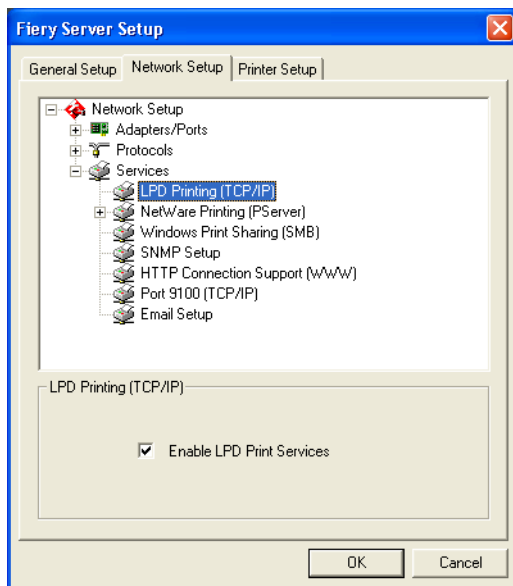 Fiery Server Setup
General Setup
Network Setup
Printer Setup
Network Setup
Adapters/Ports
Protocols
Services
LPD Printing (TCP/IP)
NetWare Printing (PServer)
Windows Print Sharing (SMB)
SNMP Setup
HTTP Connection Support (WWW)
Port 9100 (TCP/IP)
Email Setup
LPD Printing (TCP/IP)
Enable LPD Print Services
OK
Cancel